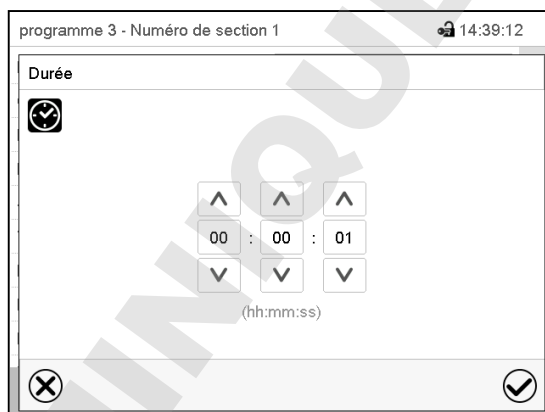 programme 3 - Numéro de section 1 14:39:12
Durée
00 : 00 : 01
(hh:mm:ss)